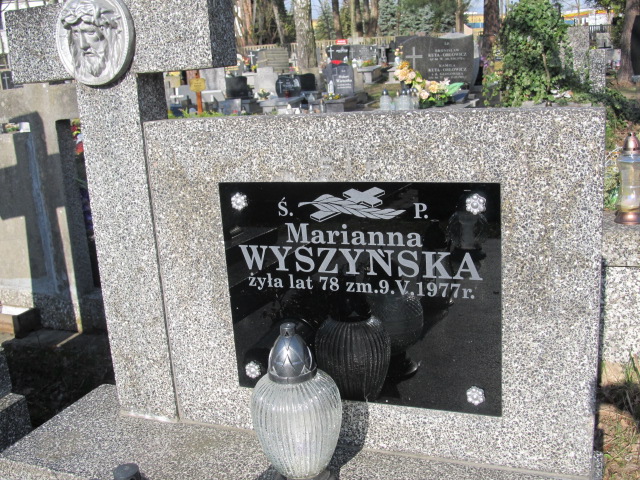 Ś. P.
Marianna
WYSZYŃSKA
żyła lat 78 zm.9.V.1977r.